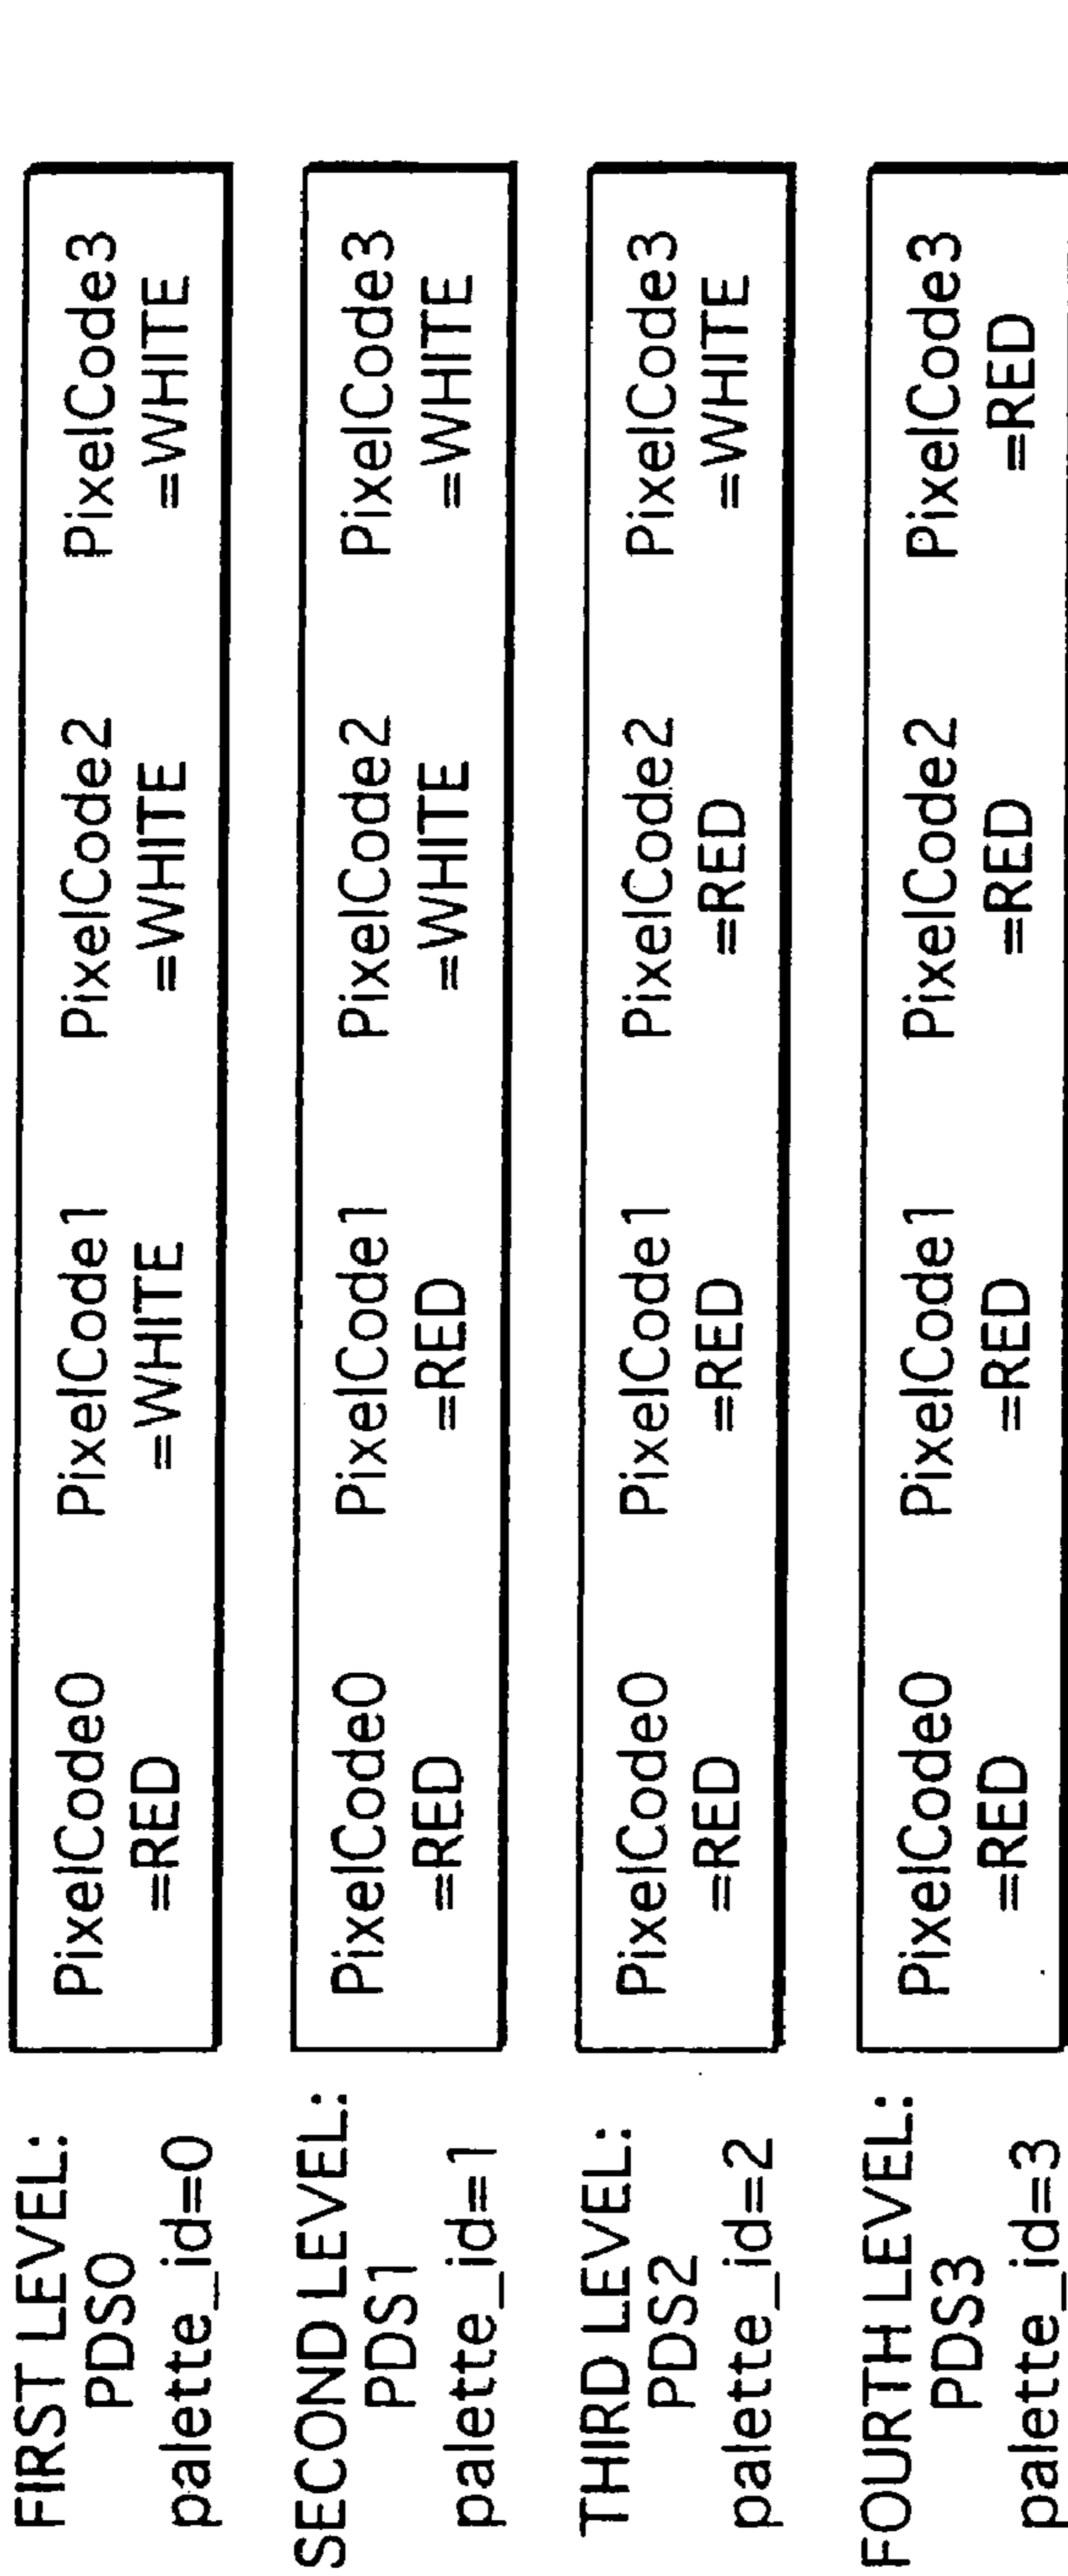 FIRST LEVEL:
PDS0
palette_id=0
PixelCode0
=RED
PixelCode1
=WHITE
PixelCode2
=WHITE
PixelCode3
=WHITE
SECOND LEVEL:
PDS1
palette_id=1
PixelCode0
=RED
PixelCode1
=RED
PixelCode2
=WHITE
PixelCode3
=WHITE
THIRD LEVEL:
PDS2
palette_id=2
PixelCode0
=RED
PixelCode1
=RED
PixelCode2
=RED
PixelCode3
=WHITE
FOURTH LEVEL:
PDS3
palette_id=3
PixelCode0
=RED
PixelCode1
=RED
PixelCode2
=RED
PixelCode3
=RED